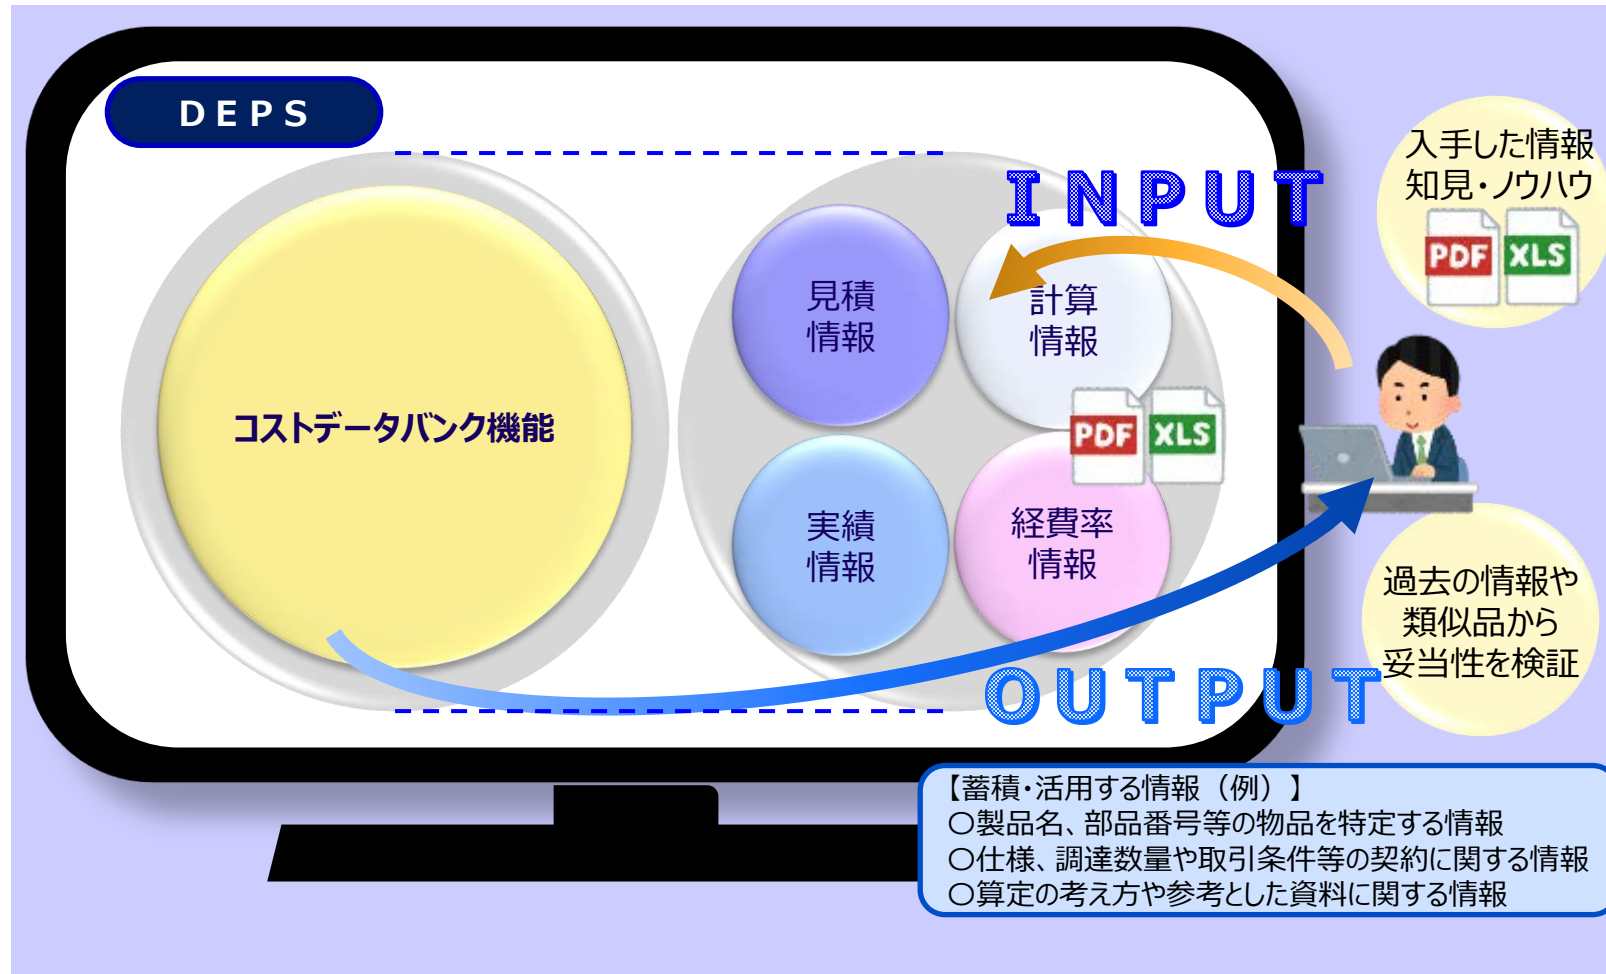 DEPS
入手した情報
知見・ノウハウ
PDF XLS
INPUT
見積
情報
計算
情報
コストデータバンク機能
PDF XLS
実績
情報
経費率
情報
過去の情報や
類似品から
妥当性を検証
OUTPUT
【蓄積・活用する情報（例）】
○製品名、部品番号等の物品を特定する情報
○仕様、調達数量や取引条件等の契約に関する情報
○算定の考え方や参考とした資料に関する情報